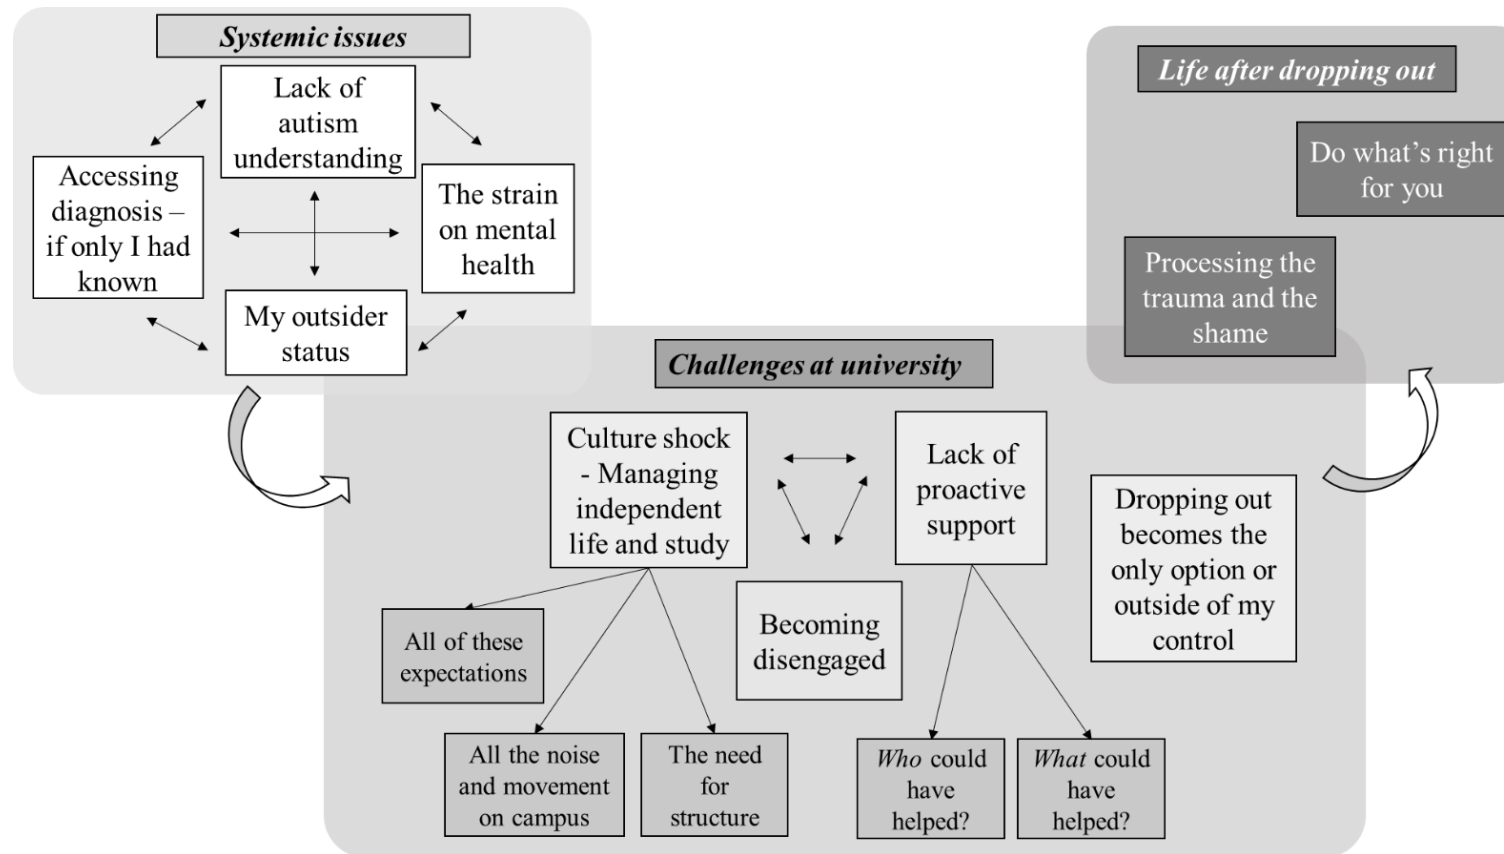 Systemic issues
Lack of
autism
understanding
Accessing
diagnosis –
if only I had
known
The strain
on mental
health
My outsider
status
Challenges at university
Culture shock
- Managing
independent
life and study
Lack of
proactive
support
Becoming
disengaged
Dropping out
becomes the
only option or
outside of my
control
All of these
expectations
All the noise
and movement
on campus
The need
for
structure
Who could
have
helped?
What could
have
helped?
Life after dropping out
Do what’s right
for you
Processing the
trauma and the
shame